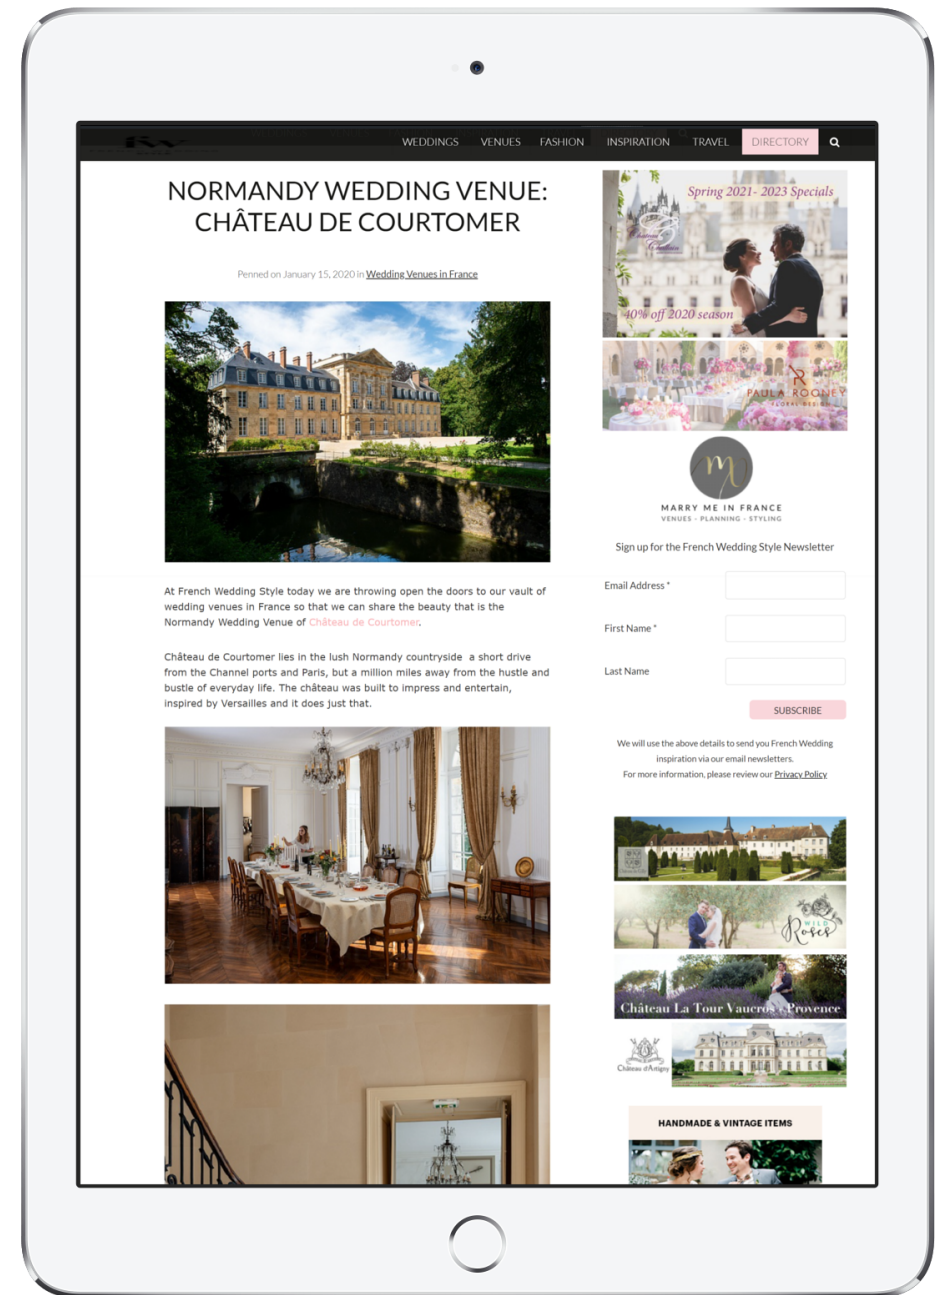 WEDDINGS VENUES FASHION INSPIRATION TRAVEL DIRECTORY
NORMANDY WEDDING VENUE:
CHÂTEAU DE COURTOMER
Penned on January 15, 2020 in Wedding Venues in France
At French Wedding Style today we are throwing open the doors to our vault of
wedding venues in France so that we can share the beauty that is the
Normandy Wedding Venue of Château de Courtomer.
Château de Courtomer lies in the lush Normandy countryside a short drive
from the Channel ports and Paris, but a million miles away from the hustle and
bustle of everyday life. The château was built to impress and entertain,
inspired by Versailles and it does just that.
Spring 2021- 2023 Specials
40% off 2020 season
PAULA ROONEY
FLORAL DESIGN
M
MARRY ME IN FRANCE
VENUES - PLANNING - STYLING
Sign up for the French Wedding Style Newsletter
Email Address *
First Name *
Last Name
SUBSCRIBE
We will use the above details to send you French Wedding
inspiration via our email newsletters.
For more information, please review our Privacy Policy
WILD
Roses
Château La Tour Vaucros - Provence
Château d'Artigny
HANDMADE & VINTAGE ITEMS